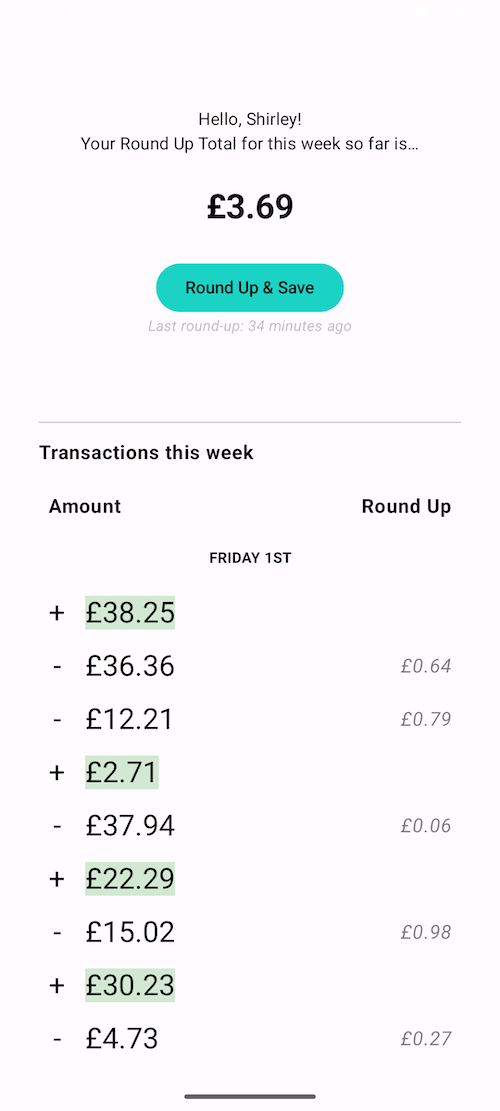 Hello, Shirley!
Your Round Up Total for this week so far is...
£3.69
Round Up & Save
Last round-up: 34 minutes ago
Transactions this week
Amount Round Up
FRIDAY 1ST
+ £38.25
- £36.36 £0.64
- £12.21 £0.79
+ £2.71
- £37.94 £0.06
+ £22.29
- £15.02 £0.98
+ £30.23
- £4.73 £0.27